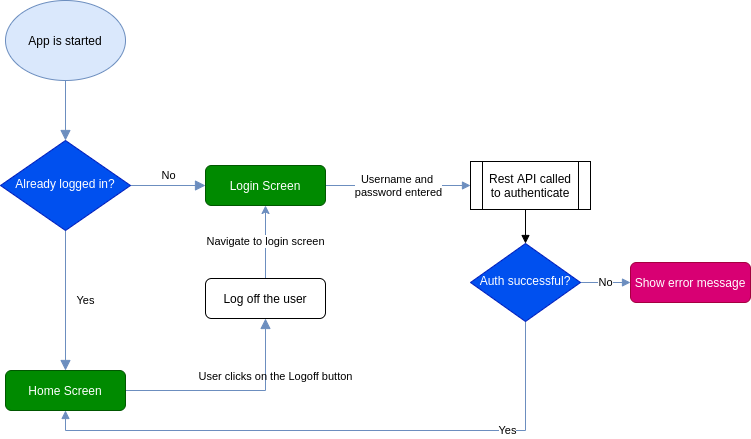 App is started
Already logged in?
No
Login Screen
Username and
password entered
Rest API called
to authenticate
Navigate to login screen
Auth successful?
No
Show error message
Yes
Log off the user
User clicks on the Logoff button
Home Screen
Yes